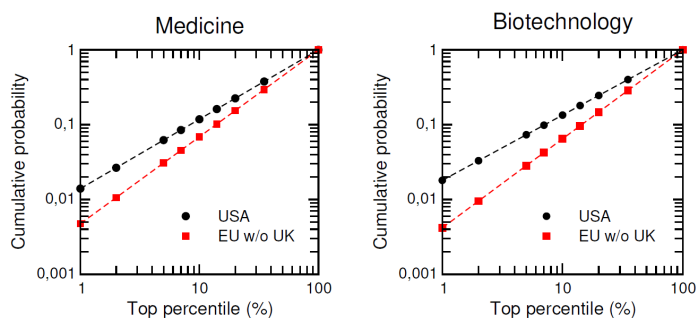 Medicine
Cumulative probability
1
0,1
0,01
0,001
1
10
100
Top percentile (%)
USA
EU w/o UK
Biotechnology
Cumulative probability
1
0,1
0,01
0,001
1
10
100
Top percentile (%)
USA
EU w/o UK